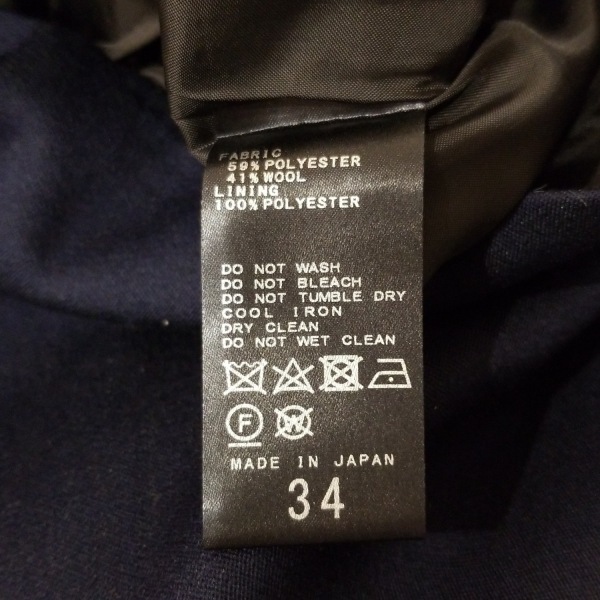 FABRIC
59%POLYESTER
41%WOOL
LINING
100%POLYESTER
DO NOT WASH
DO NOT BLEACH
DO NOT TUMBLE DRY
COOL IRON
DRY CLEAN
DO NOT WET CLEAN
F W
MADE IN JAPAN
34